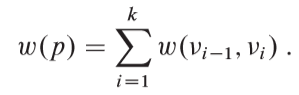 w(p) = \sum_{i=1}^{k} w(v_{i-1}, v_i) .